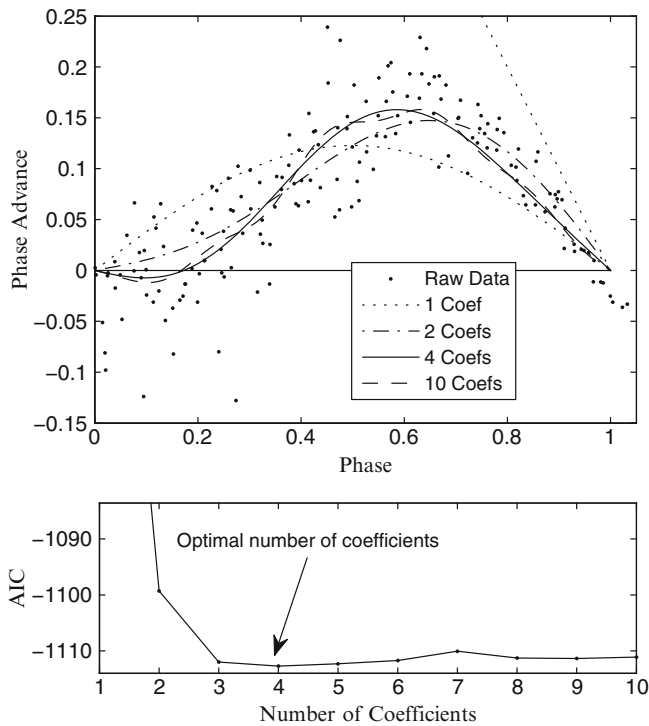 0.25
0.2
0.15
0.1
0.05
0
−0.05
−0.1
−0.15
Phase Advance
Raw Data
1 Coef
2 Coefs
4 Coefs
10 Coefs
0 0.2 0.4 0.6 0.8 1
Phase
−1090
−1100
−1110
AIC
Optimal number of coefficients
1 2 3 4 5 6 7 8 9 10
Number of Coefficients